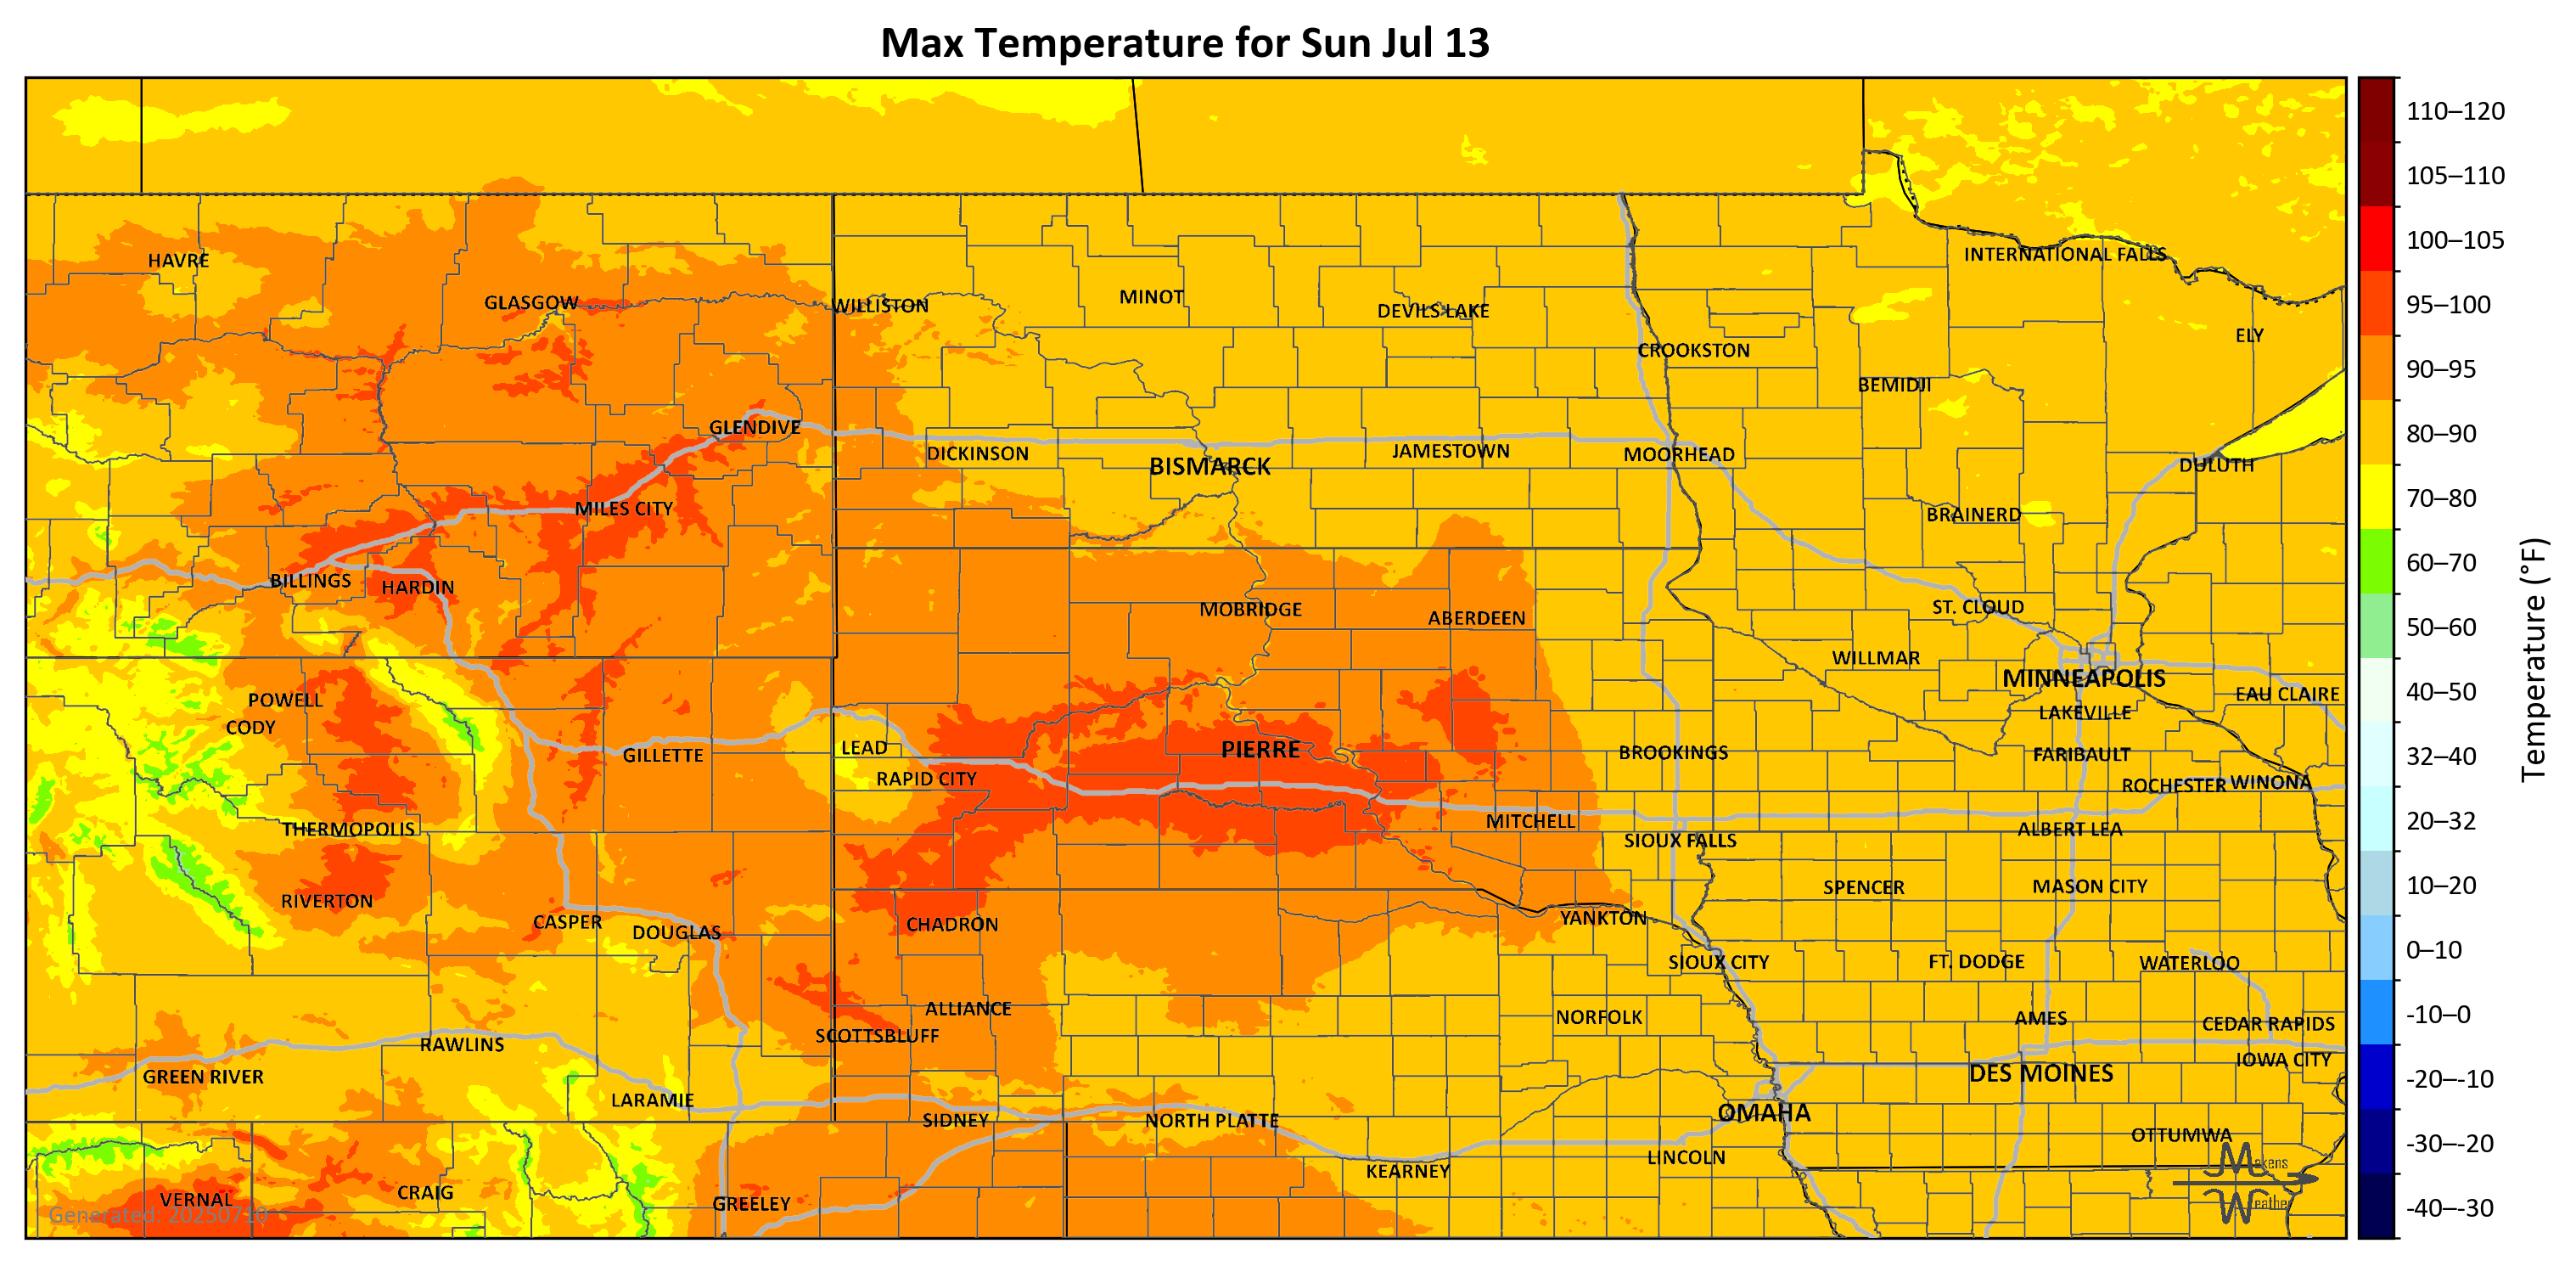 Max Temperature for Sun Jul 13
110–120
105–110
INTERNATIONAL FALLS
100–105
HAVRE
MINOT
GLASGOW
WILLISTON
DEVILS LAKE
95–100
ELY
CROOKSTON
90–95
BEMIDJI
GLENDIVE
80–90
DICKINSON
BISMARCK
JAMESTOWN
MOORHEAD
DULUTH
MILES CITY
BRAINERD
70–80
BILLINGS
HARDIN
60–70
MOBRIDGE
ABERDEEN
ST. CLOUD
50–60
WILLMAR
MINNEAPOLIS
POWELL
EAU CLAIRE
40–50
CODY
LAKEVILLE
Temperature (°F)
GILLETTE
LEAD
PIERRE
BROOKINGS
FARIBAULT
32–40
RAPID CITY
ROCHESTER
WINONA
THERMOPOLIS
MITCHELL
SIOUX FALLS
ALBERT LEA
20–32
RIVERTON
SPENCER
MASON CITY
10–20
CASPER
DOUGLAS
CHADRON
YANKTON
SIOUX CITY
FT. DODGE
WATERLOO
0–10
ALLIANCE
SCOTTSBLUFF
NORFOLK
AMES
CEDAR RAPIDS
-10–0
RAWLINS
IOWA CITY
GREEN RIVER
LARAMIE
DES MOINES
-20–-10
SIDNEY
NORTH PLATTE
OMAHA
OTTUMWA
-30–-20
KEARNEY
LINCOLN
Makens
Weather
VERNAL
CRAIG
GREELEY
-40–-30
Generated: 20250710